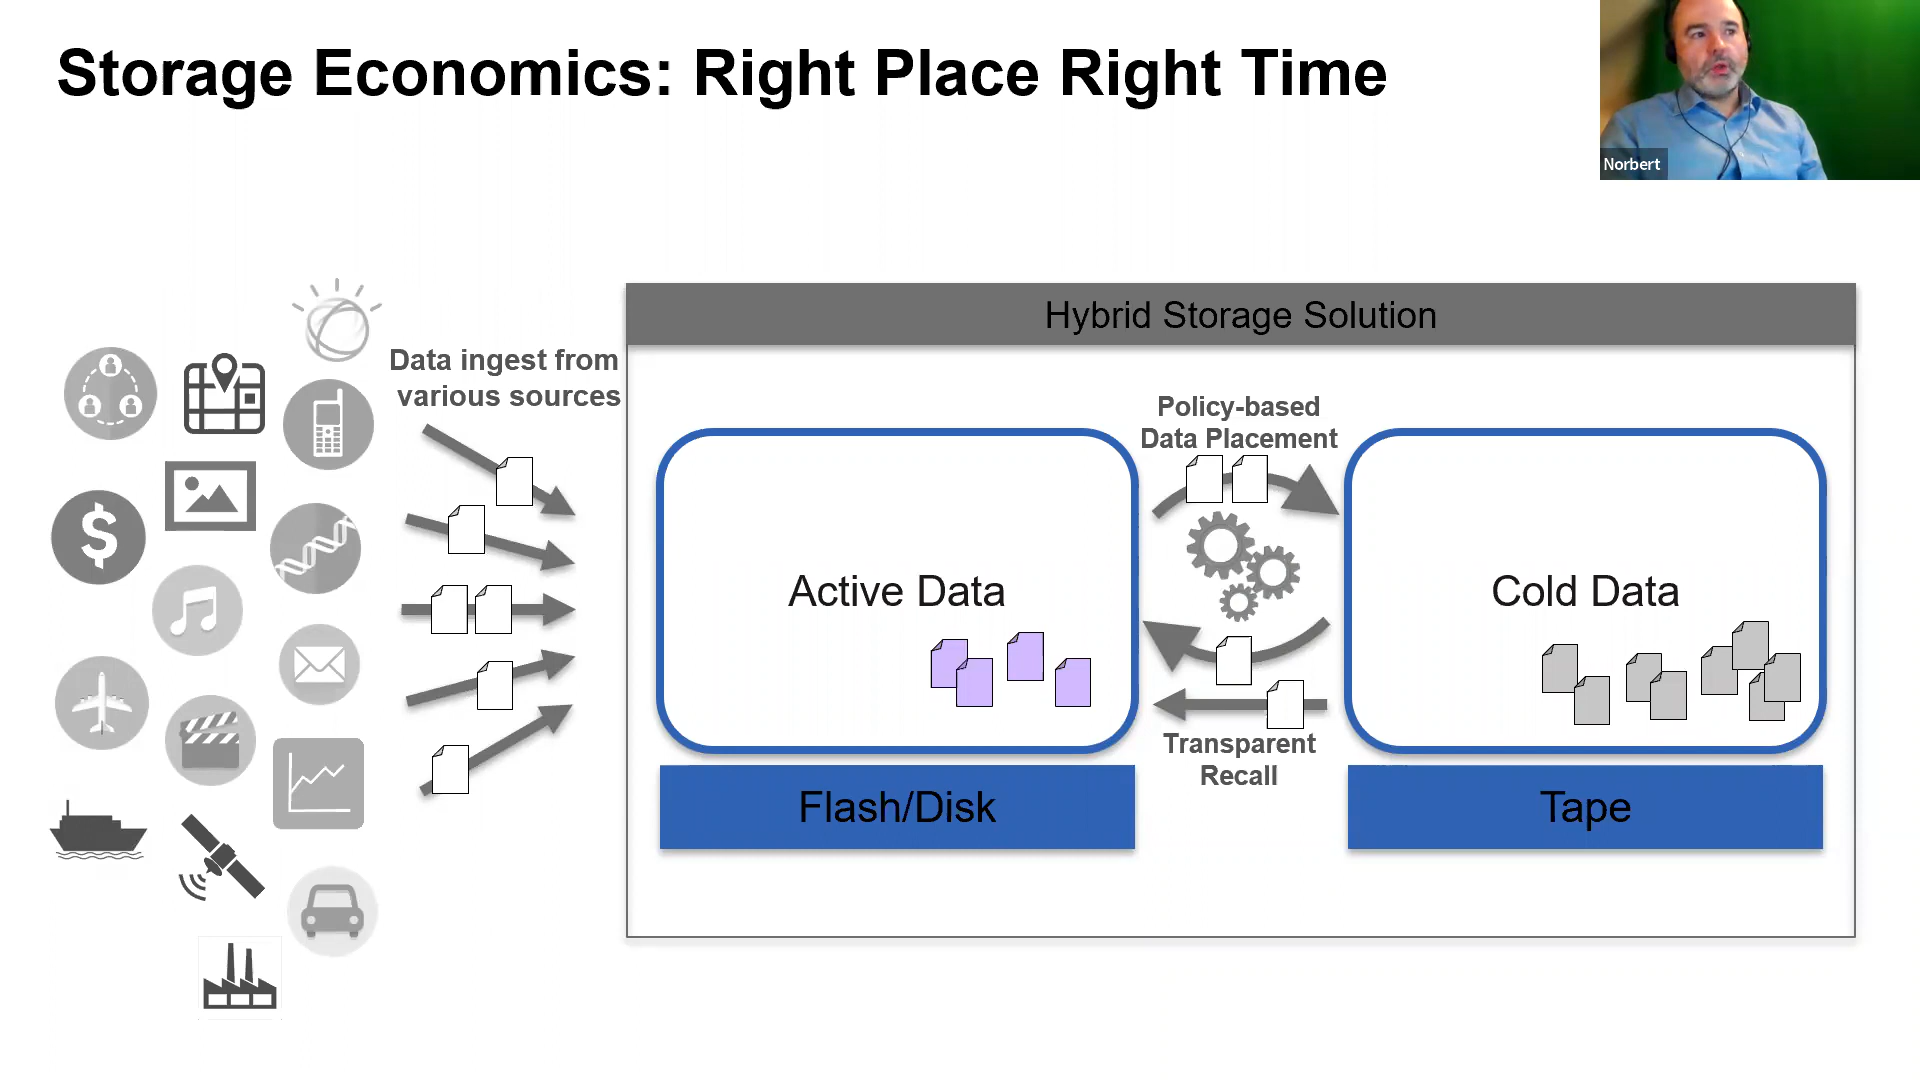 Storage Economics: Right Place Right Time
Norbert
Hybrid Storage Solution
Data ingest from
various sources
Policy-based
Data Placement
Active Data
Cold Data
Transparent
Recall
Flash/Disk
Tape
$